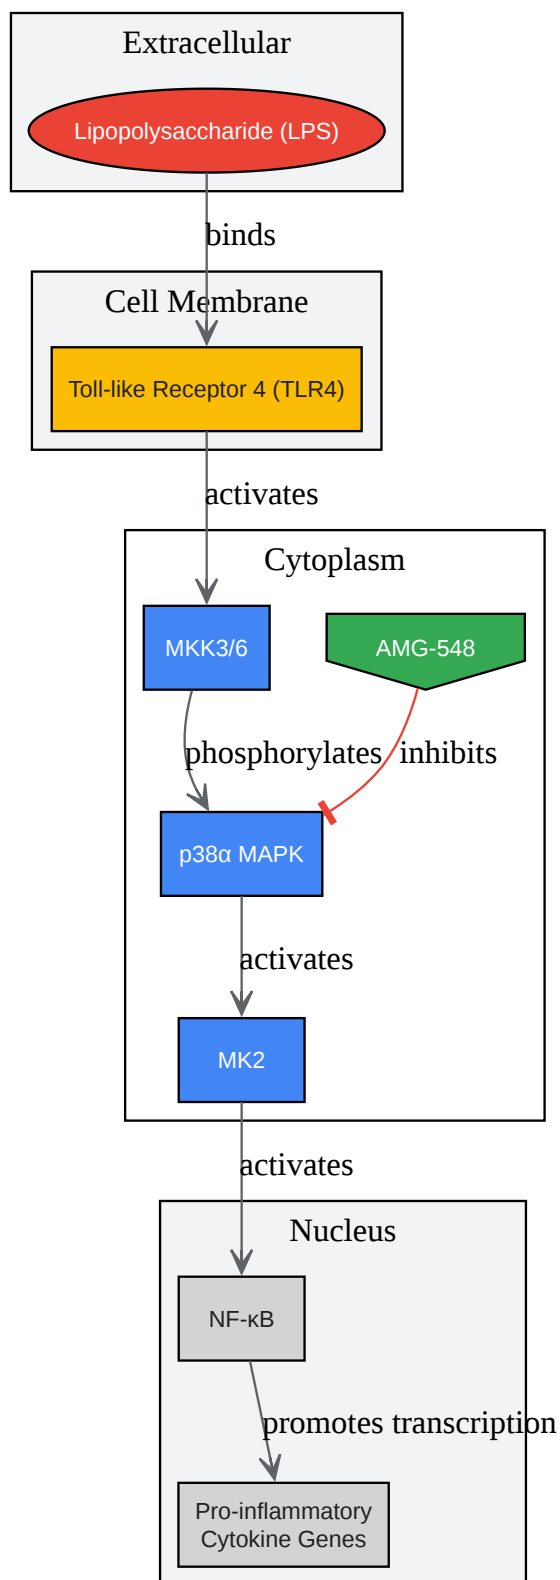 Extracellular
Lipopolysaccharide (LPS)
binds
Cell Membrane
Toll-like Receptor 4 (TLR4)
activates
Cytoplasm
MKK3/6
AMG-548
phosphorylates
inhibits
p38α MAPK
activates
MK2
activates
Nucleus
NF-κB
promotes transcription
Pro-inflammatory
Cytokine Genes